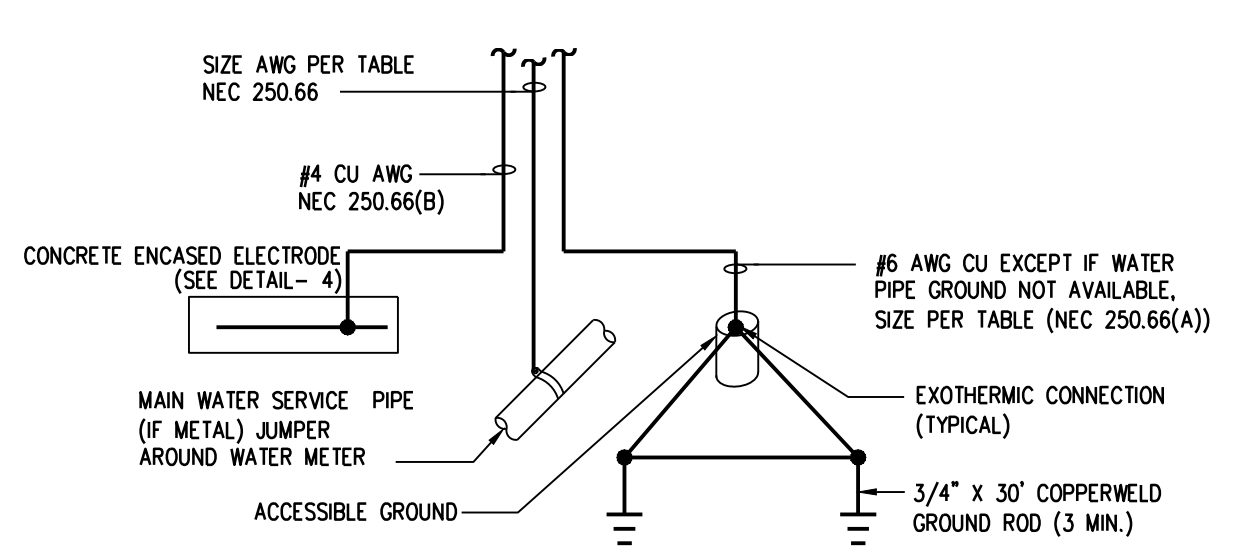 SIZE AWG PER TABLE
NEC 250.66
#4 CU AWG
NEC 250.66(B)
CONCRETE ENCASED ELECTRODE
(SEE DETAIL- 4)
#6 AWG CU EXCEPT IF WATER
PIPE GROUND NOT AVAILABLE,
SIZE PER TABLE (NEC 250.66(A))
MAIN WATER SERVICE PIPE
(IF METAL) JUMPER
AROUND WATER METER
EXOTHERMIC CONNECTION
(TYPICAL)
ACCESSIBLE GROUND
3/4" X 30' COPPERWELD
GROUND ROD (3 MIN.)